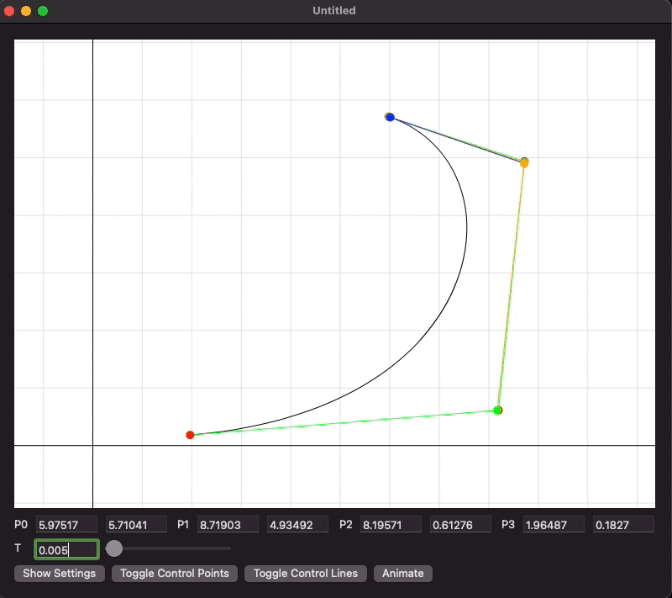 Untitled
P0 5.97517 5.71041 P1 8.71903 4.93492 P2 8.19571 0.61276 P3 1.96487 0.1827
T 0.005
Show Settings Toggle Control Points Toggle Control Lines Animate